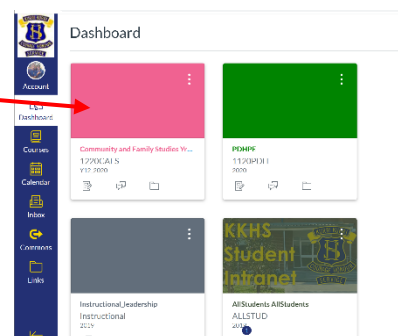 Dashboard
Account
Dashboard
Courses
Calendar
Inbox
Commons
Links
Community and Family Studies Yr...
1220CAFS
Y12 2020
PDHPE
1120PDH
2020
KKHS
Student
Intranet
Instructional_leadership
Instructional
2019
AllStudents AllStudents
ALLSTUD